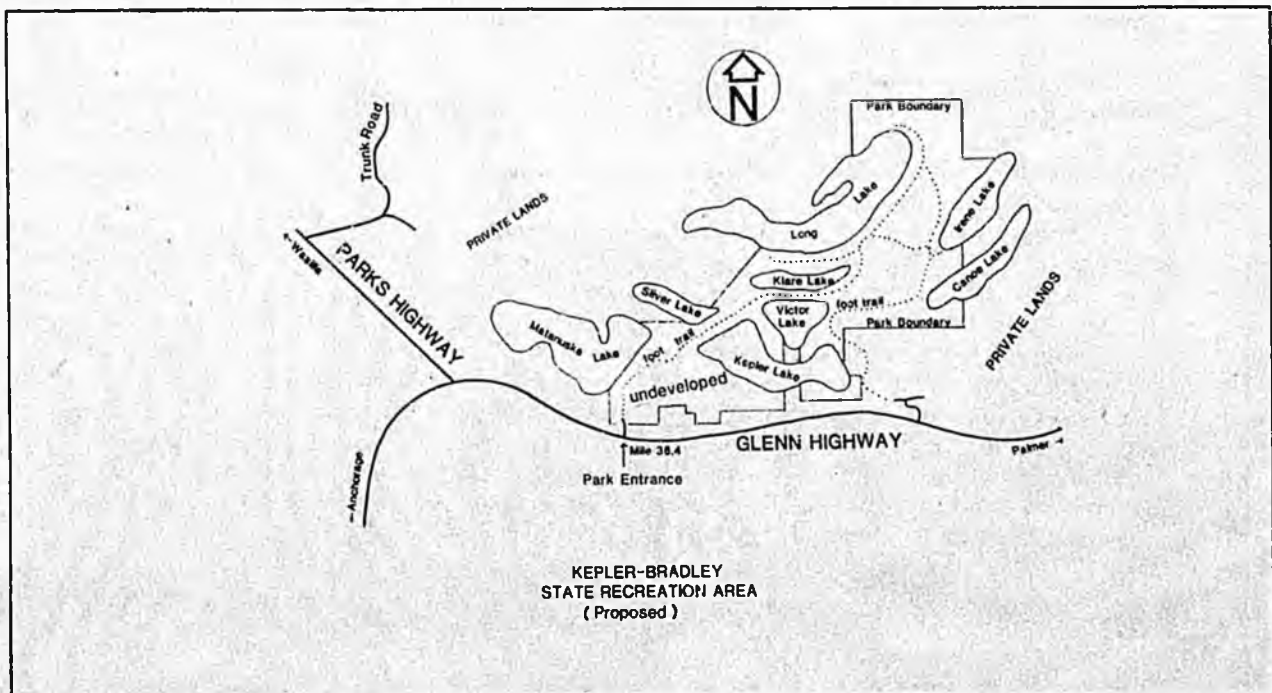 N
Park Boundary
Trunk Road
PRIVATE LANDS
Long
Lake
Irene Lake
Canoe Lake
←Wasilla
PARKS HIGHWAY
Klare Lake
Silver Lake
foot trail
Victor
Lake
Park Boundary
PRIVATE LANDS
Matanuska Lake
foot trail
Kepler Lake
undeveloped
GLENN HIGHWAY
Palmer→
Mile 36.4
Park Entrance
←Anchorage
KEPLER-BRADLEY
STATE RECREATION AREA
( Proposed )